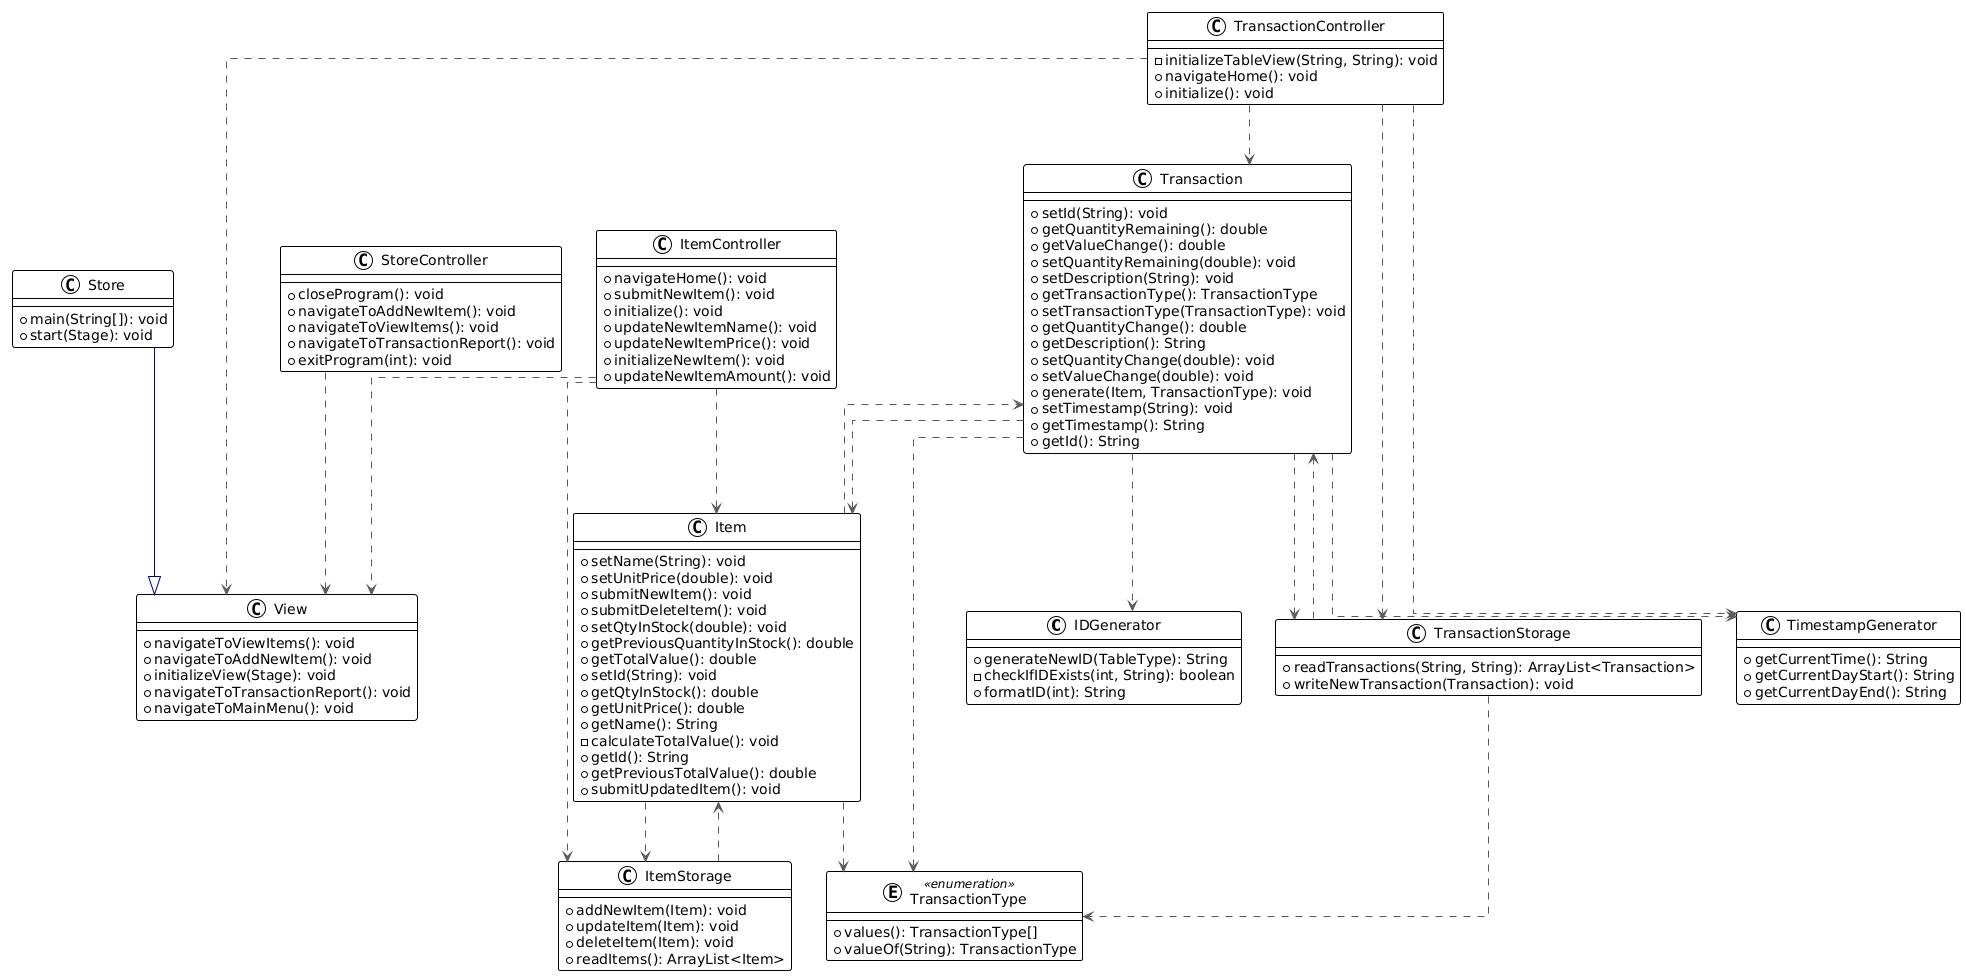 C TransactionController
initializeTableView(String, String): void
navigateHome(): void
initialize(): void
C Transaction
setId(String): void
getQuantityRemaining(): double
getValueChange(): double
setQuantityRemaining(double): void
setDescription(String): void
getTransactionType(): TransactionType
setTransactionType(TransactionType): void
getQuantityChange(): double
getDescription(): String
setQuantityChange(double): void
setValueChange(double): void
generate(Item, TransactionType): void
setTimestamp(String): void
getTimestamp(): String
getId(): String
C Store
main(String[]): void
start(Stage): void
C StoreController
closeProgram(): void
navigateToAddNewItem(): void
navigateToViewItems(): void
navigateToTransactionReport(): void
exitProgram(int): void
C ItemController
navigateHome(): void
submitNewItem(): void
initialize(): void
updateNewItemName(): void
updateNewItemPrice(): void
initializeNewItem(): void
updateNewItemAmount(): void
C View
navigateToViewItems(): void
navigateToAddNewItem(): void
initializeView(Stage): void
navigateToTransactionReport(): void
navigateToMainMenu(): void
C Item
setName(String): void
setUnitPrice(double): void
submitNewItem(): void
submitDeleteItem(): void
setQtyInStock(double): void
getPreviousQuantityInStock(): double
getTotalValue(): double
setId(String): void
getQtyInStock(): double
getUnitPrice(): double
getName(): String
calculateTotalValue(): void
getId(): String
getPreviousTotalValue(): double
submitUpdatedItem(): void
C IDGenerator
generateNewID(TableType): String
checkIfIDExists(int, String): boolean
formatID(int): String
C TransactionStorage
readTransactions(String, String): ArrayList<Transaction>
writeNewTransaction(Transaction): void
C TimestampGenerator
getCurrentTime(): String
getCurrentDayStart(): String
getCurrentDayEnd(): String
C ItemStorage
addNewItem(Item): void
updateItem(Item): void
deleteItem(Item): void
readItems(): ArrayList<Item>
«enumeration»
E TransactionType
values(): TransactionType[]
valueOf(String): TransactionType